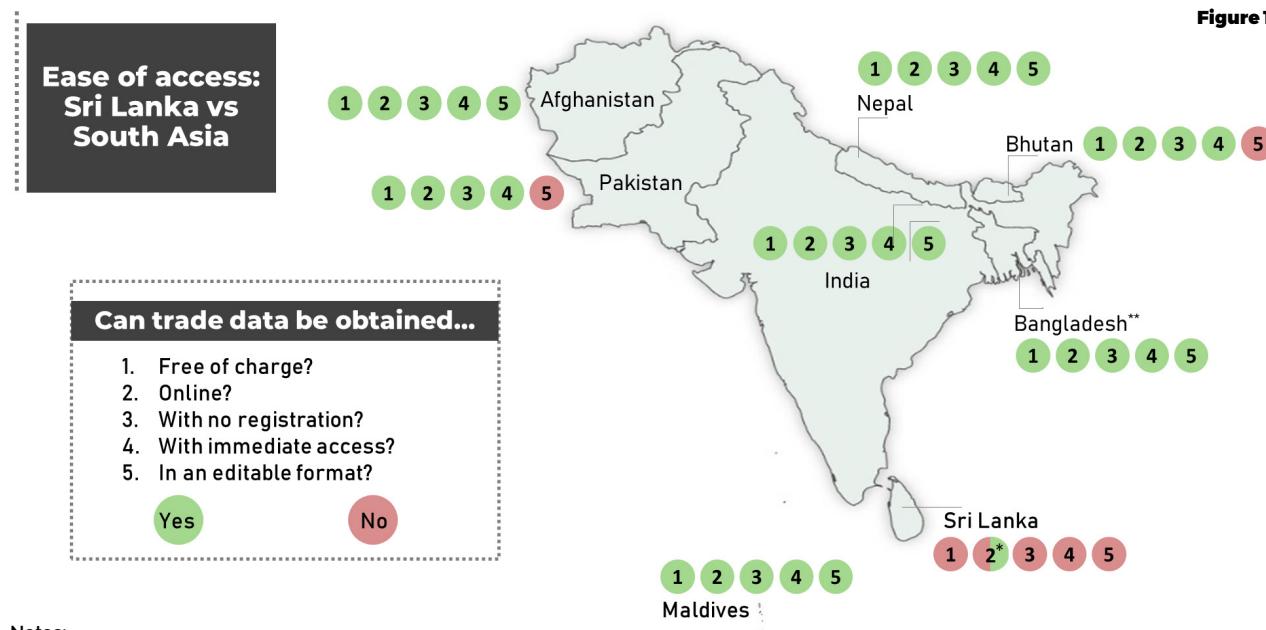 Figure 1
Ease of access:
Sri Lanka vs
South Asia
1 2 3 4 5
Afghanistan
1 2 3 4 5
Nepal
Bhutan 1 2 3 4 5
1 2 3 4 5
Pakistan
1 2 3 4 5
India
Bangladesh**
1 2 3 4 5
Can trade data be obtained...
1. Free of charge?
2. Online?
3. With no registration?
4. With immediate access?
5. In an editable format?
Yes No
Sri Lanka
1 2* 3 4 5
1 2 3 4 5
Maldives
Notes: